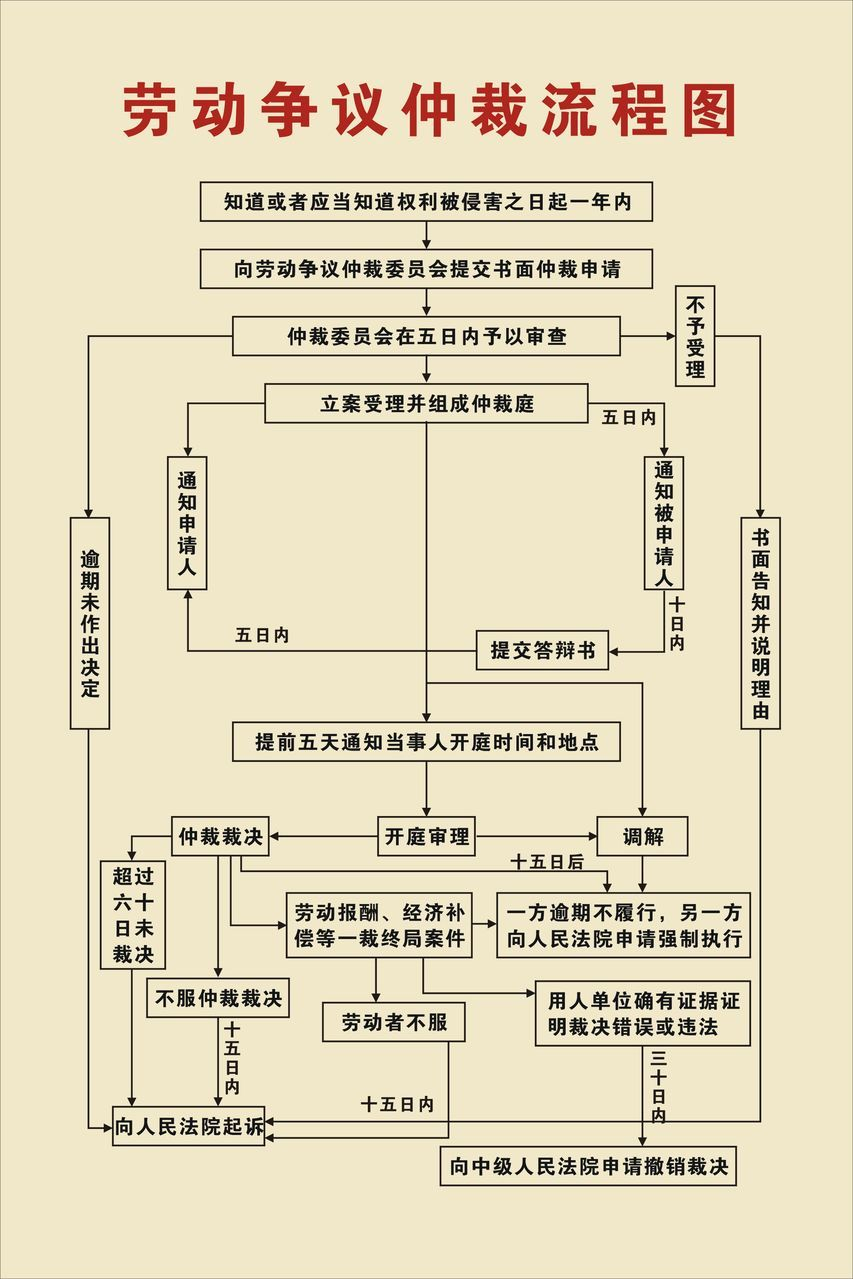 劳动争议仲裁流程图
知道或者应当知道权利被侵害之日起一年内
向劳动争议仲裁委员会提交书面仲裁申请
仲裁委员会在五日内予以审查
不予受理
立案受理并组成仲裁庭
五日内
通知申请人
通知被申请人
逾期未作出决定
书面告知并说明理由
十日内
五日内
提交答辩书
提前五天通知当事人开庭时间和地点
仲裁裁决
开庭审理
调解
十五日后
超过
六十
日未
裁决
劳动报酬、经济补
偿等一裁终局案件
一方逾期不履行，另一方
向人民法院申请强制执行
不服仲裁裁决
劳动者不服
用人单位确有证据证
明裁决错误或违法
十五日内
三十日内
十五日内
向人民法院起诉
向中级人民法院申请撤销裁决